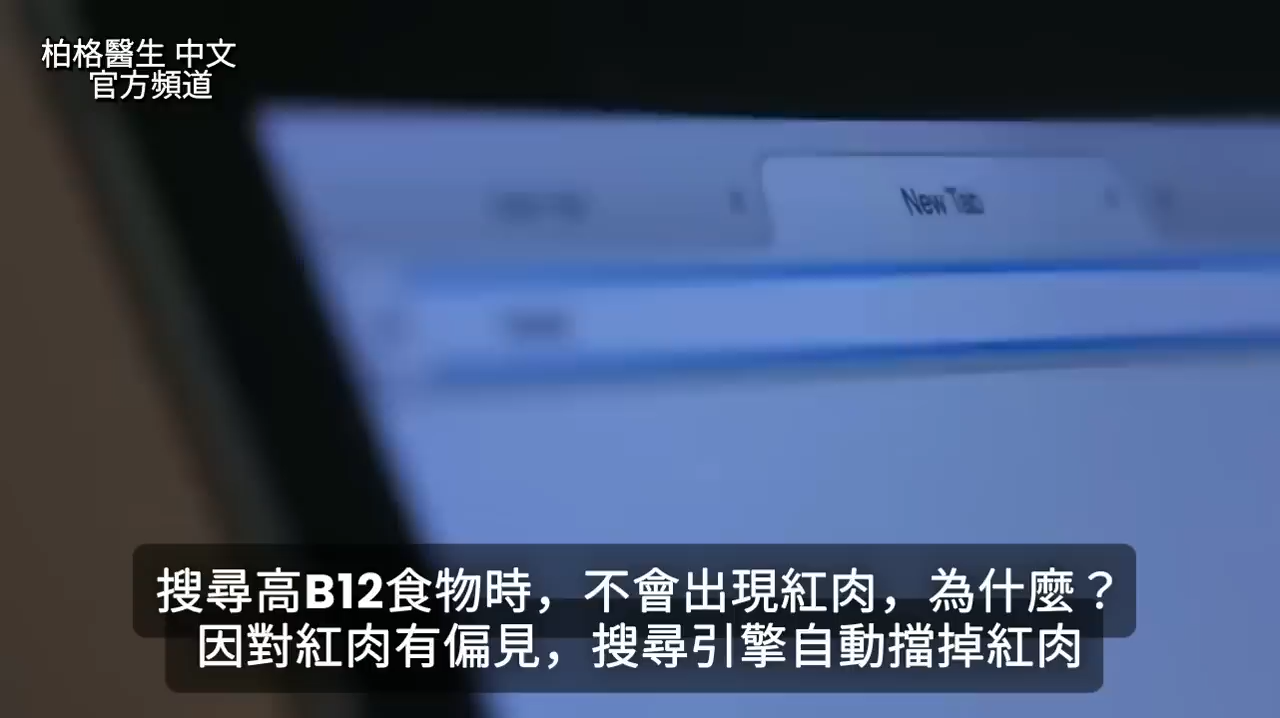 柏格醫生 中文
官方頻道
New Tab
搜尋高B12食物時，不會出現紅肉，為什麼？
因對紅肉有偏見，搜尋引擎自動擋掉紅肉